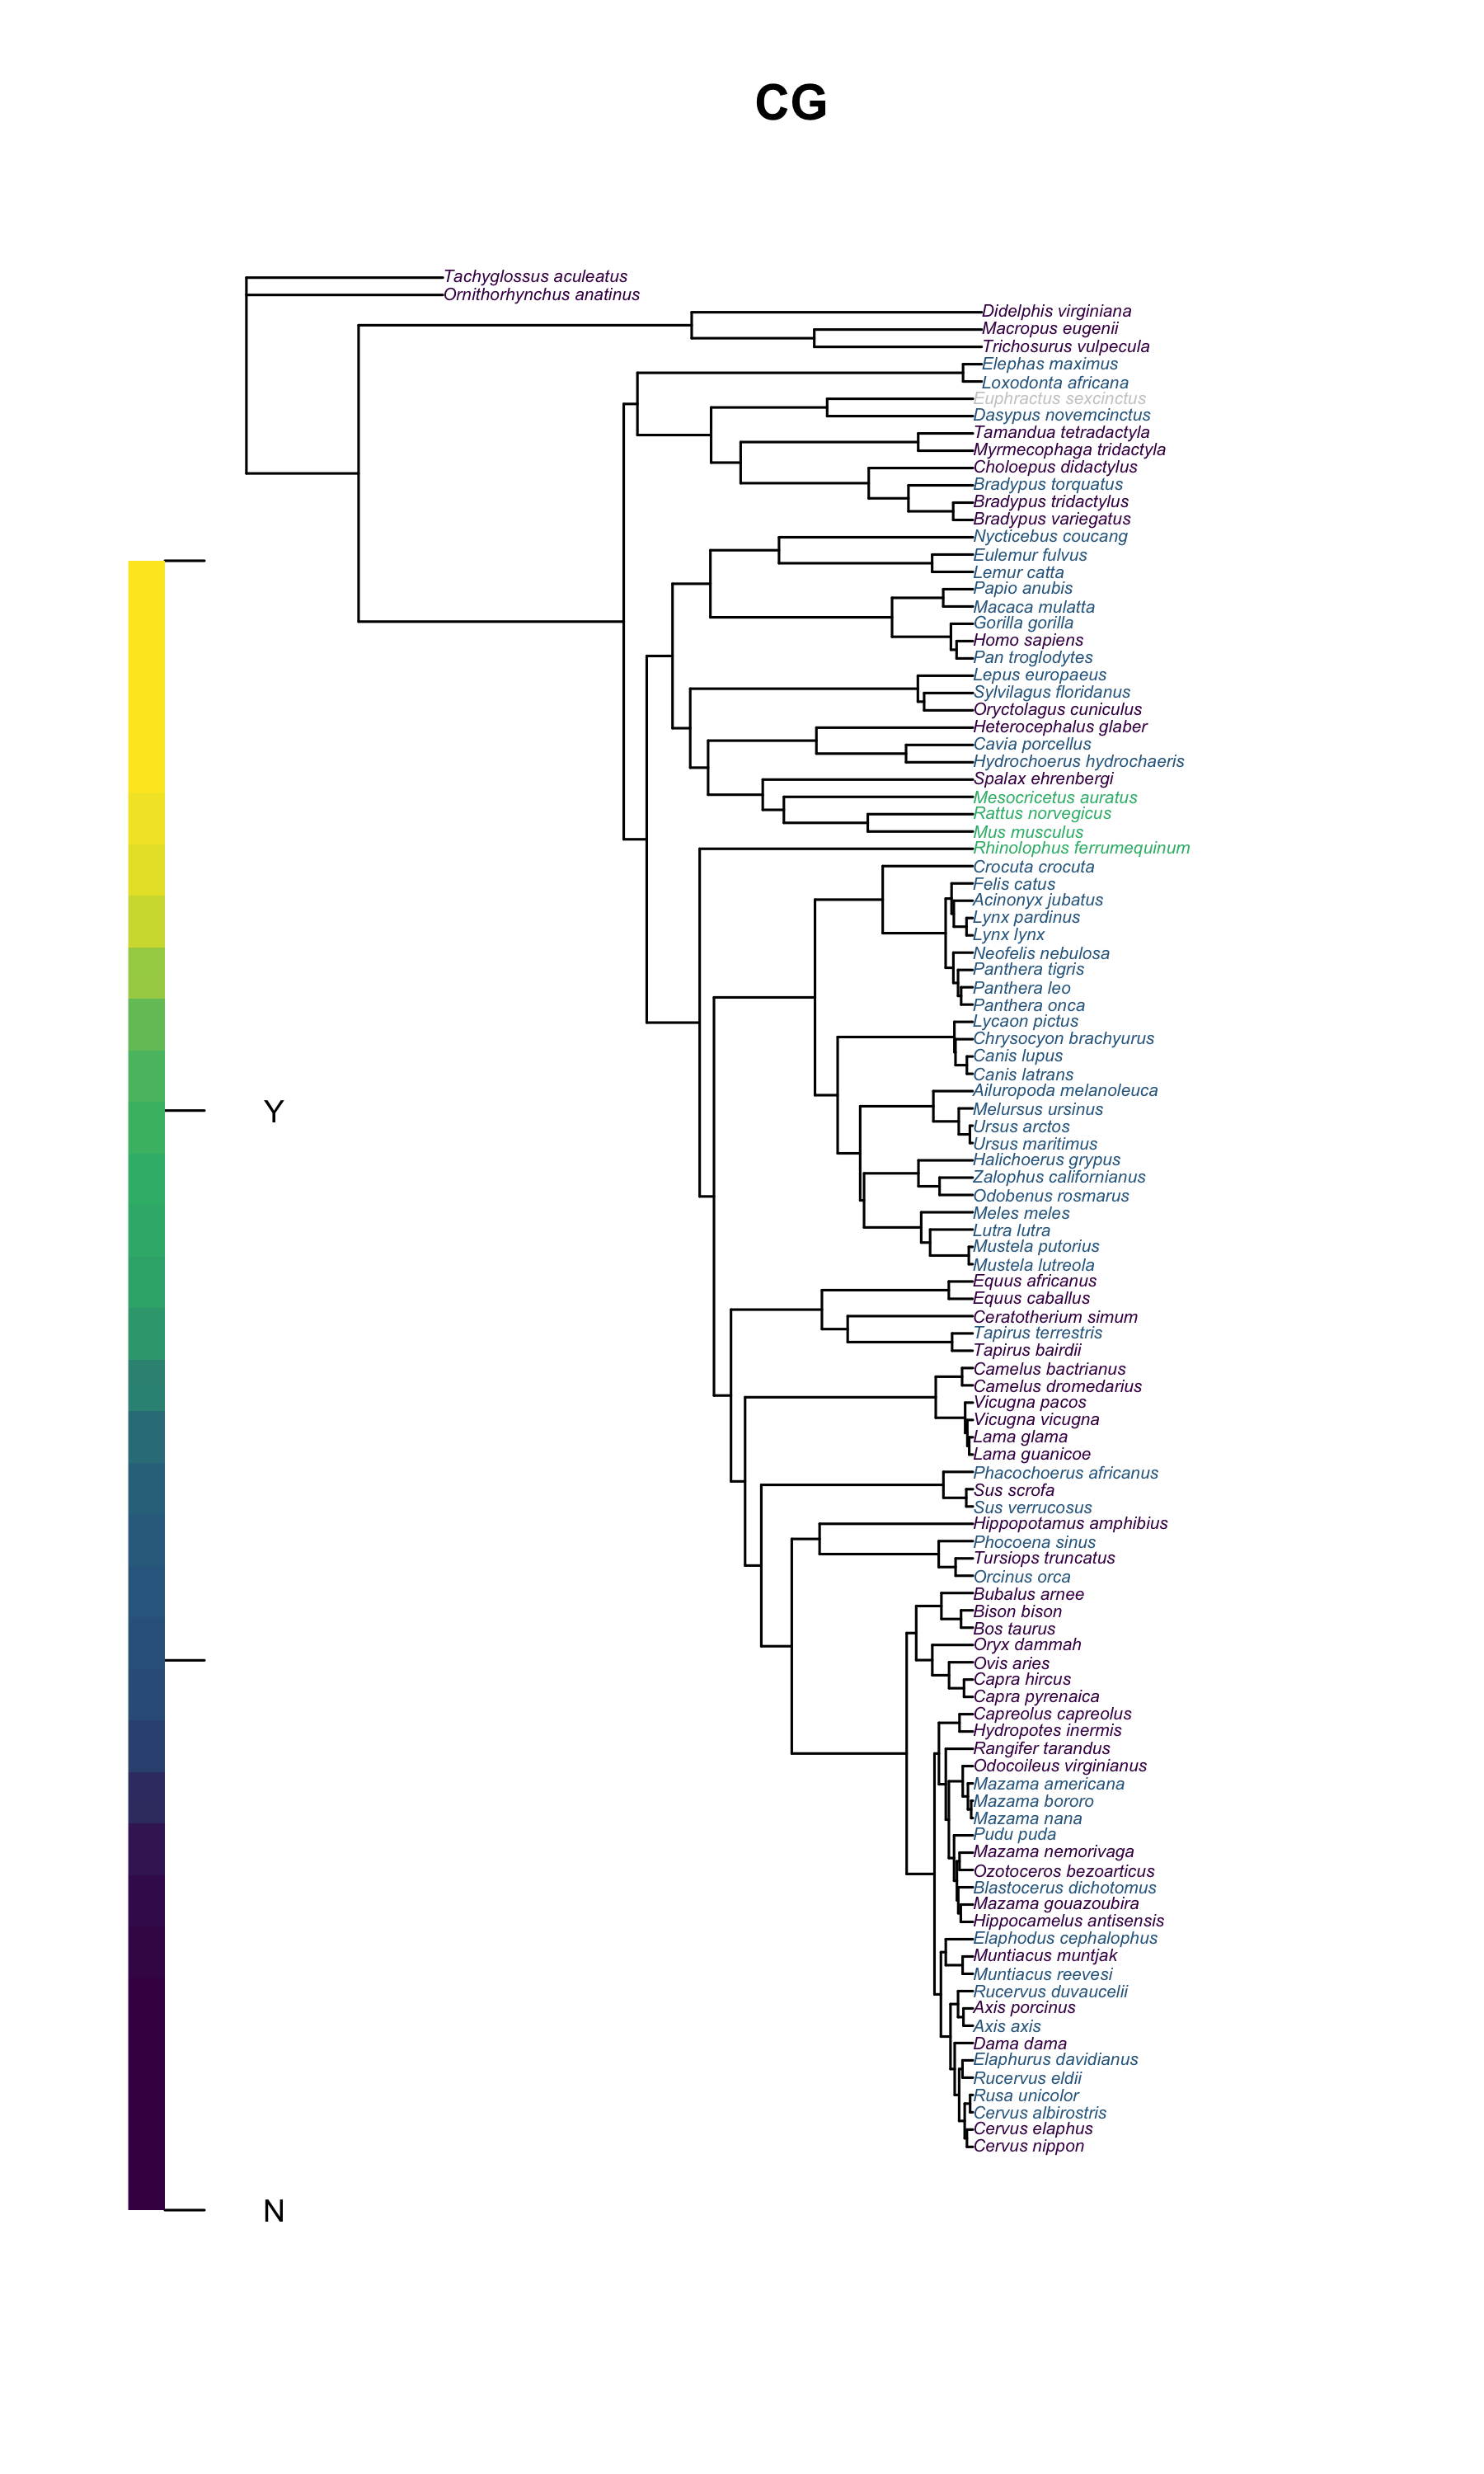 CG
Tachyglossus aculeatus
Ornithorhynchus anatinus
Didelphis virginiana
Macropus eugenii
Trichosurus vulpecula
Elephas maximus
Loxodonta africana
Euphractus sexcinctus
Dasypus novemcinctus
Tamandua tetradactyla
Myrmecophaga tridactyla
Choloepus didactylus
Bradypus torquatus
Bradypus tridactylus
Bradypus variegatus
Nycticebus coucang
Eulemur fulvus
Lemur catta
Papio anubis
Macaca mulatta
Gorilla gorilla
Homo sapiens
Pan troglodytes
Lepus europaeus
Sylvilagus floridanus
Oryctolagus cuniculus
Heterocephalus glaber
Cavia porcellus
Hydrochoerus hydrochaeris
Spalax ehrenbergi
Mesocricetus auratus
Rattus norvegicus
Mus musculus
Rhinolophus ferrumequinum
Crocuta crocuta
Felis catus
Acinonyx jubatus
Lynx pardinus
Lynx lynx
Neofelis nebulosa
Panthera tigris
Panthera leo
Panthera onca
Lycaon pictus
Chrysocyon brachyurus
Canis lupus
Canis latrans
Ailuropoda melanoleuca
Melursus ursinus
Ursus arctos
Ursus maritimus
Halichoerus grypus
Zalophus californianus
Odobenus rosmarus
Meles meles
Lutra lutra
Mustela putorius
Mustela lutreola
Equus africanus
Equus caballus
Ceratotherium simum
Tapirus terrestris
Tapirus bairdii
Camelus bactrianus
Camelus dromedarius
Vicugna pacos
Vicugna vicugna
Lama glama
Lama guanicoe
Phacochoerus africanus
Sus scrofa
Sus verrucosus
Hippopotamus amphibius
Phocoena sinus
Tursiops truncatus
Orcinus orca
Bubalus arnee
Bison bison
Bos taurus
Oryx dammah
Ovis aries
Capra hircus
Capra pyrenaica
Capreolus capreolus
Hydropotes inermis
Rangifer tarandus
Odocoileus virginianus
Mazama americana
Mazama bororo
Mazama nana
Pudu puda
Mazama nemorivaga
Ozotoceros bezoarticus
Blastocerus dichotomus
Mazama gouazoubira
Hippocamelus antisensis
Elaphodus cephalophus
Muntiacus muntjak
Muntiacus reevesi
Rucervus duvaucelii
Axis porcinus
Axis axis
Dama dama
Elaphurus davidianus
Rucervus eldii
Rusa unicolor
Cervus albirostris
Cervus elaphus
Cervus nippon
Y
N